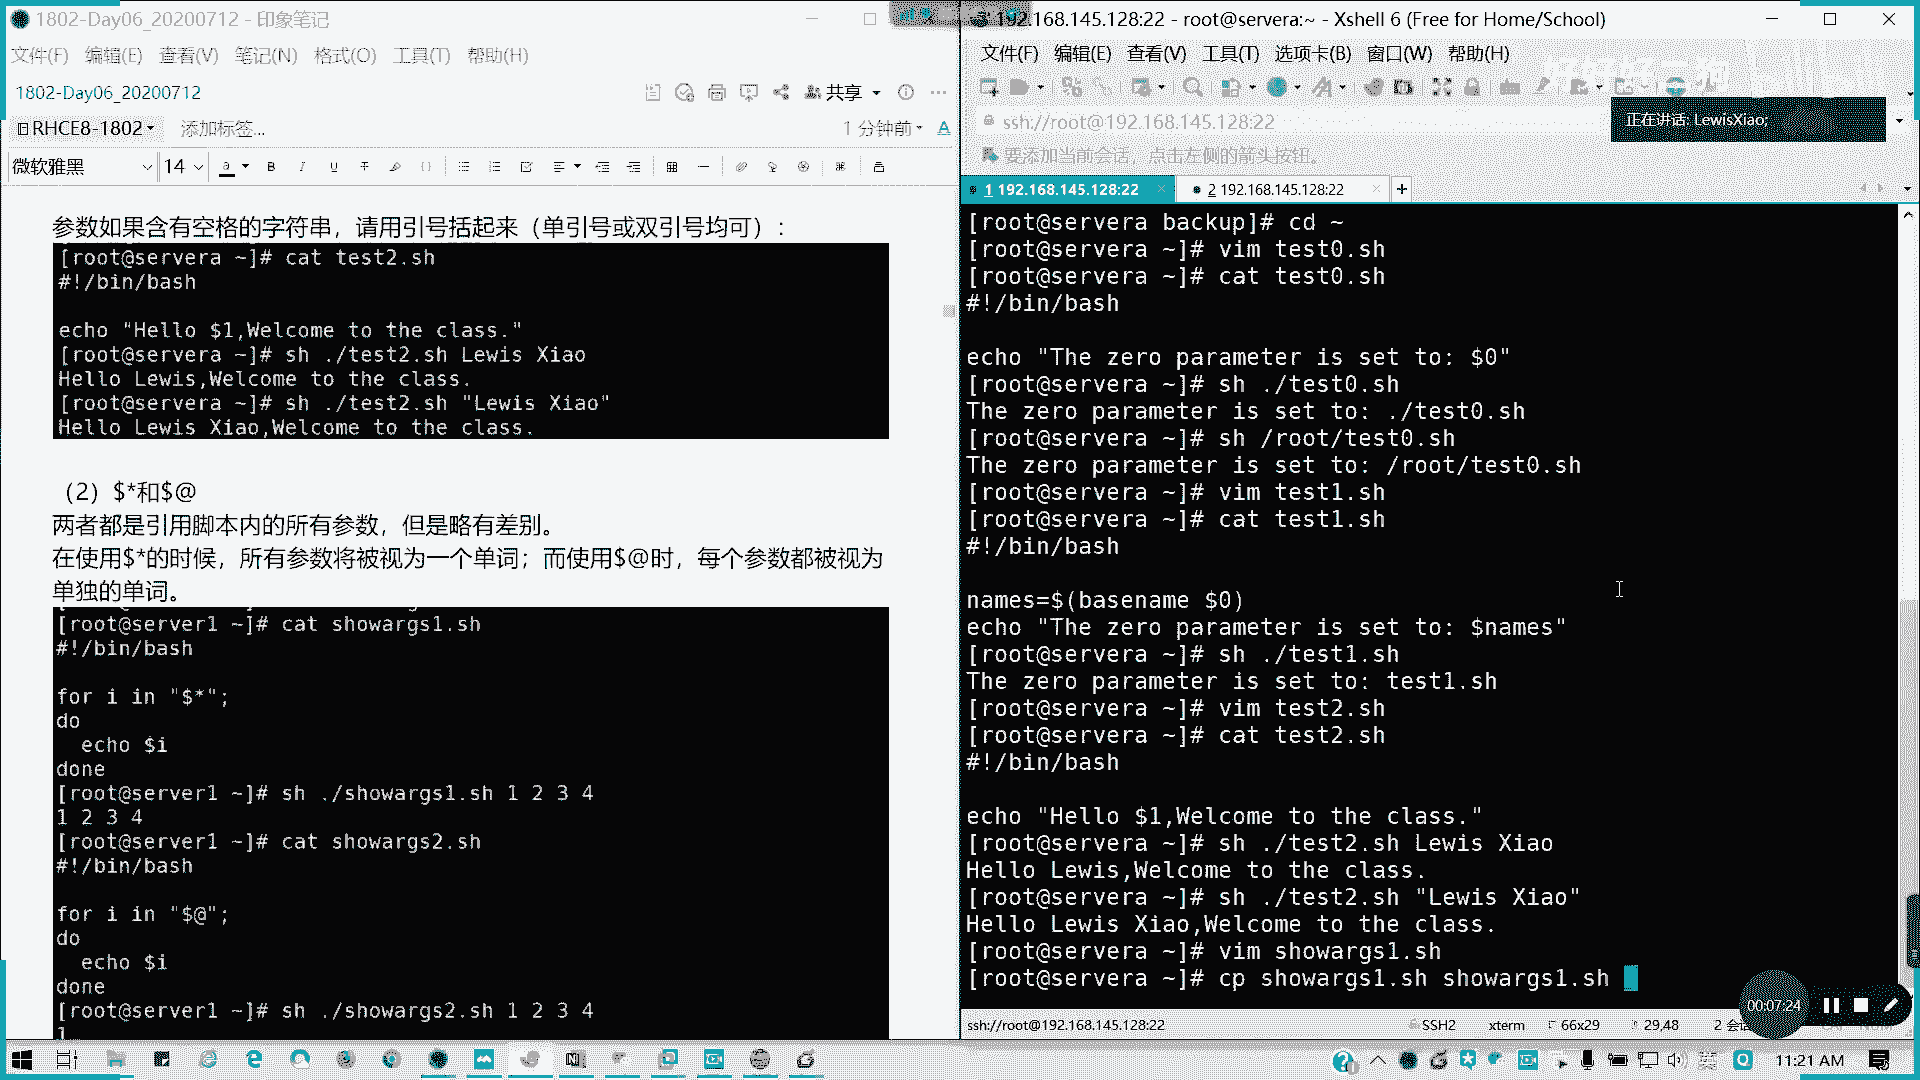 1802-Day06_20200712 - 印象笔记
文件(F) 编辑(E) 查看(V) 笔记(N) 格式(O) 工具(T) 帮助(H)
1802-Day06_20200712
共享
RHCE8-1802
添加标签...
1 分钟前
微软雅黑
14
参数如果含有空格的字符串，请用引号括起来（单引号或双引号均可）：
[root@servera ~]# cat test2.sh
#!/bin/bash
echo "Hello $1,Welcome to the class."
[root@servera ~]# sh ./test2.sh Lewis Xiao
Hello Lewis,Welcome to the class.
[root@servera ~]# sh ./test2.sh "Lewis Xiao"
Hello Lewis Xiao,Welcome to the class.
（2）$*和$@
两者都是引用脚本内的所有参数，但是略有差别。
在使用$*的时候，所有参数将被视为一个单词；而使用$@时，每个参数都被视为
单独的单词。
[root@server1 ~]# cat showargs1.sh
#!/bin/bash
for i in "$*";
do
echo $i
done
[root@server1 ~]# sh ./showargs1.sh 1 2 3 4
1 2 3 4
[root@server1 ~]# cat showargs2.sh
#!/bin/bash
for i in "$@";
do
echo $i
done
[root@server1 ~]# sh ./showargs2.sh 1 2 3 4
1
192.168.145.128:22 - root@servera:~ - Xshell 6 (Free for Home/School)
文件(F) 编辑(E) 查看(V) 工具(T) 选项卡(B) 窗口(W) 帮助(H)
ssh://root@192.168.145.128:22
正在讲话: LewisXiao;
要添加当前会话，点击左侧的箭头按钮。
1 192.168.145.128:22
2 192.168.145.128:22
[root@servera backup]# cd ~
[root@servera ~]# vim test0.sh
[root@servera ~]# cat test0.sh
#!/bin/bash
echo "The zero parameter is set to: $0"
[root@servera ~]# sh ./test0.sh
The zero parameter is set to: ./test0.sh
[root@servera ~]# sh /root/test0.sh
The zero parameter is set to: /root/test0.sh
[root@servera ~]# vim test1.sh
[root@servera ~]# cat test1.sh
#!/bin/bash
names=$(basename $0)
echo "The zero parameter is set to: $names"
[root@servera ~]# sh ./test1.sh
The zero parameter is set to: test1.sh
[root@servera ~]# vim test2.sh
[root@servera ~]# cat test2.sh
#!/bin/bash
echo "Hello $1,Welcome to the class."
[root@servera ~]# sh ./test2.sh Lewis Xiao
Hello Lewis,Welcome to the class.
[root@servera ~]# sh ./test2.sh "Lewis Xiao"
Hello Lewis Xiao,Welcome to the class.
[root@servera ~]# vim showargs1.sh
[root@servera ~]# cp showargs1.sh showargs1.sh
00:07:24
ssh://root@192.168.145.128:22
SSH2
xterm
66x29
29,48
11:21 AM